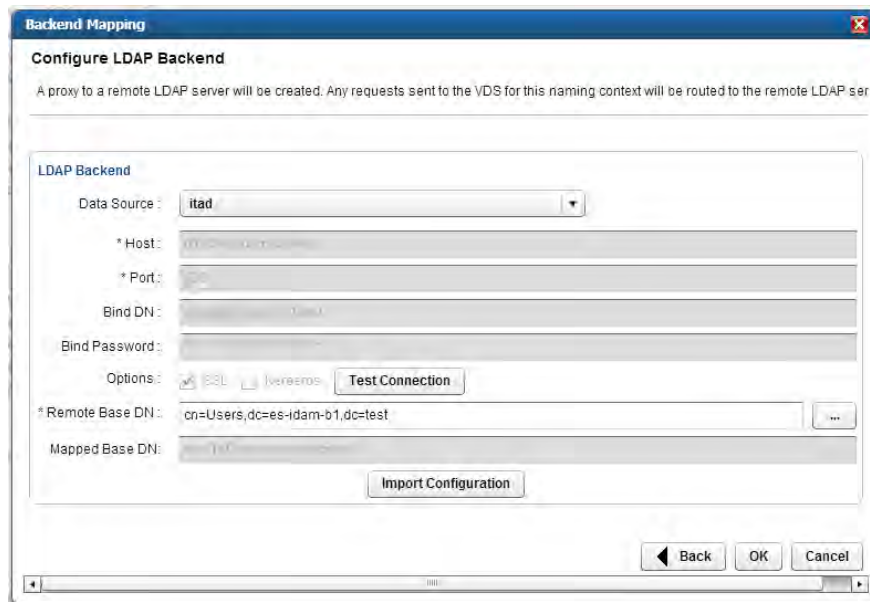 Backend Mapping
Configure LDAP Backend
A proxy to a remote LDAP server will be created. Any requests sent to the VDS for this naming context will be routed to the remote LDAP ser
LDAP Backend
Data Source : itad
* Host :
* Port :
Bind DN :
Bind Password :
Options : SSL Kerberos Test Connection
* Remote Base DN : cn=Users,dc=es-idam-b1,dc=test ...
Mapped Base DN:
Import Configuration
Back OK Cancel